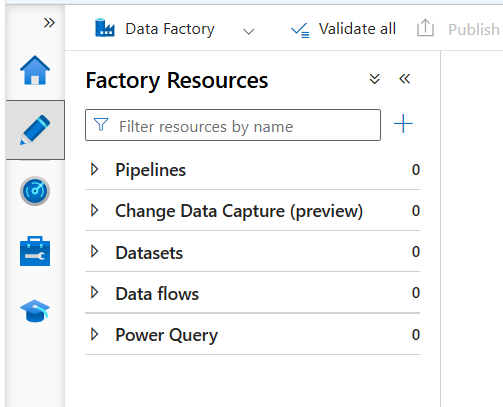 Data Factory Validate all Publish
Factory Resources
Filter resources by name
Pipelines 0
Change Data Capture (preview) 0
Datasets 0
Data flows 0
Power Query 0